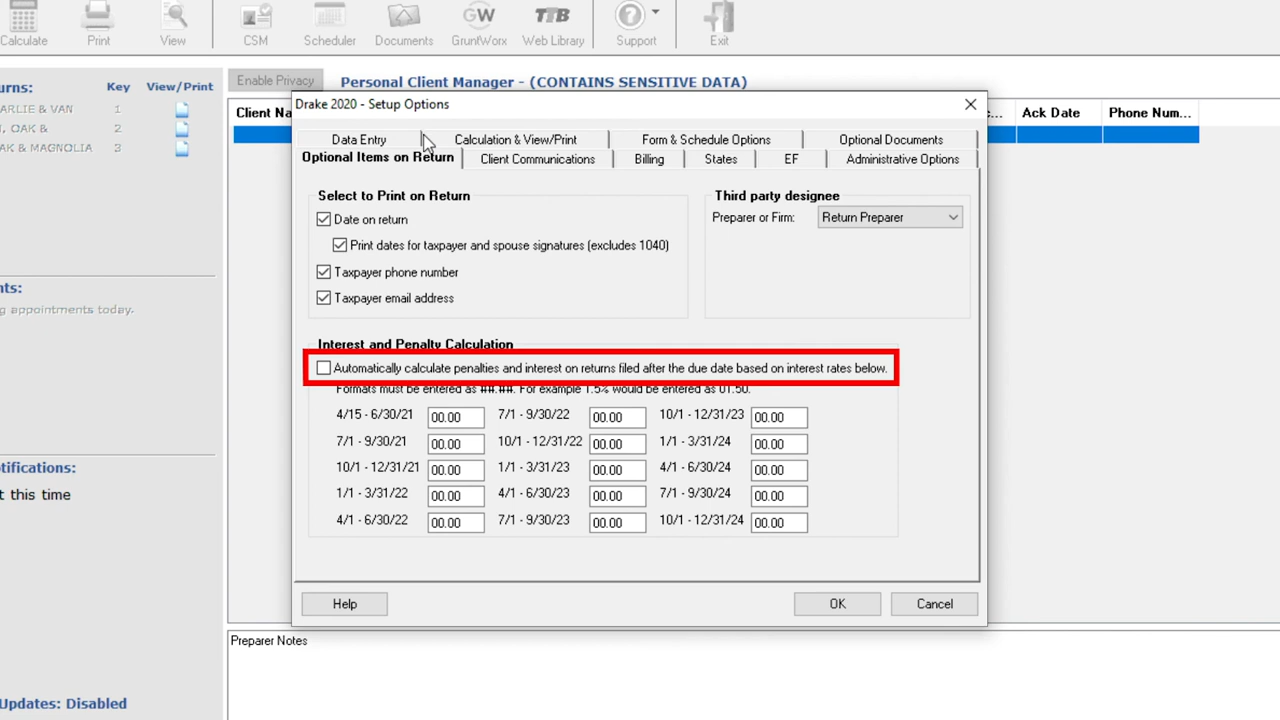 Calculate Print View CSM Scheduler Documents GruntWorx Web Library Support Exit
GW TTB ?
Enable Privacy Personal Client Manager - (CONTAINS SENSITIVE DATA)
urns: Key View/Print
ARLIE & VAN 1
N, OAK & 2
AK & MAGNOLIA 3
Client Na c... Ack Date Phone Num...
Drake 2020 - Setup Options
Data Entry Calculation & View/Print Form & Schedule Options Optional Documents
Optional Items on Return Client Communications Billing States EF Administrative Options
Select to Print on Return Third party designee
Date on return Preparer or Firm: Return Preparer
Print dates for taxpayer and spouse signatures (excludes 1040)
Taxpayer phone number
Taxpayer email address
nts:
g appointments today.
Interest and Penalty Calculation
Automatically calculate penalties and interest on returns filed after the due date based on interest rates below.
Formats must be entered as ##.##. For example 1.5% would be entered as 01.50.
4/15 - 6/30/21 00.00 7/1 - 9/30/22 00.00 10/1 - 12/31/23 00.00
7/1 - 9/30/21 00.00 10/1 - 12/31/22 00.00 1/1 - 3/31/24 00.00
10/1 - 12/31/21 00.00 1/1 - 3/31/23 00.00 4/1 - 6/30/24 00.00
1/1 - 3/31/22 00.00 4/1 - 6/30/23 00.00 7/1 - 9/30/24 00.00
4/1 - 6/30/22 00.00 7/1 - 9/30/23 00.00 10/1 - 12/31/24 00.00
otifications:
t this time
Help OK Cancel
Preparer Notes
Updates: Disabled